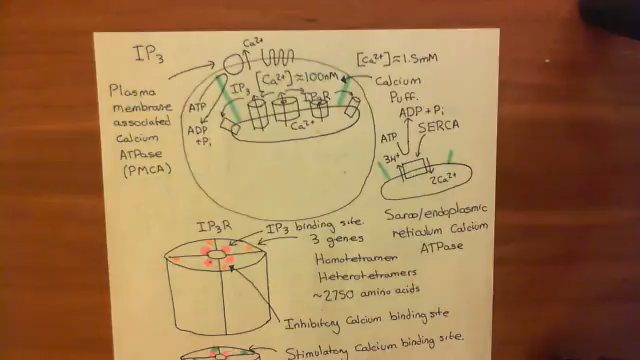 IP3
Ca2+
[Ca2+] ≈ 1.5mM
Plasma
membrane
associated
Calcium
ATPase
(PMCA)
IP3
[Ca2+] ≈ 100nM
IP3R
Calcium
Puff.
ATP
ADP
+Pi
Ca2+
ADP + Pi
ATP
SERCA
3H+
2Ca2+
Sarco/endoplasmic
reticulum Calcium
ATPase
IP3R
IP3 binding site.
3 genes
Homotetramer
Heterotetramers
~2750 amino acids
Inhibitory Calcium binding site
Stimulatory Calcium binding site.